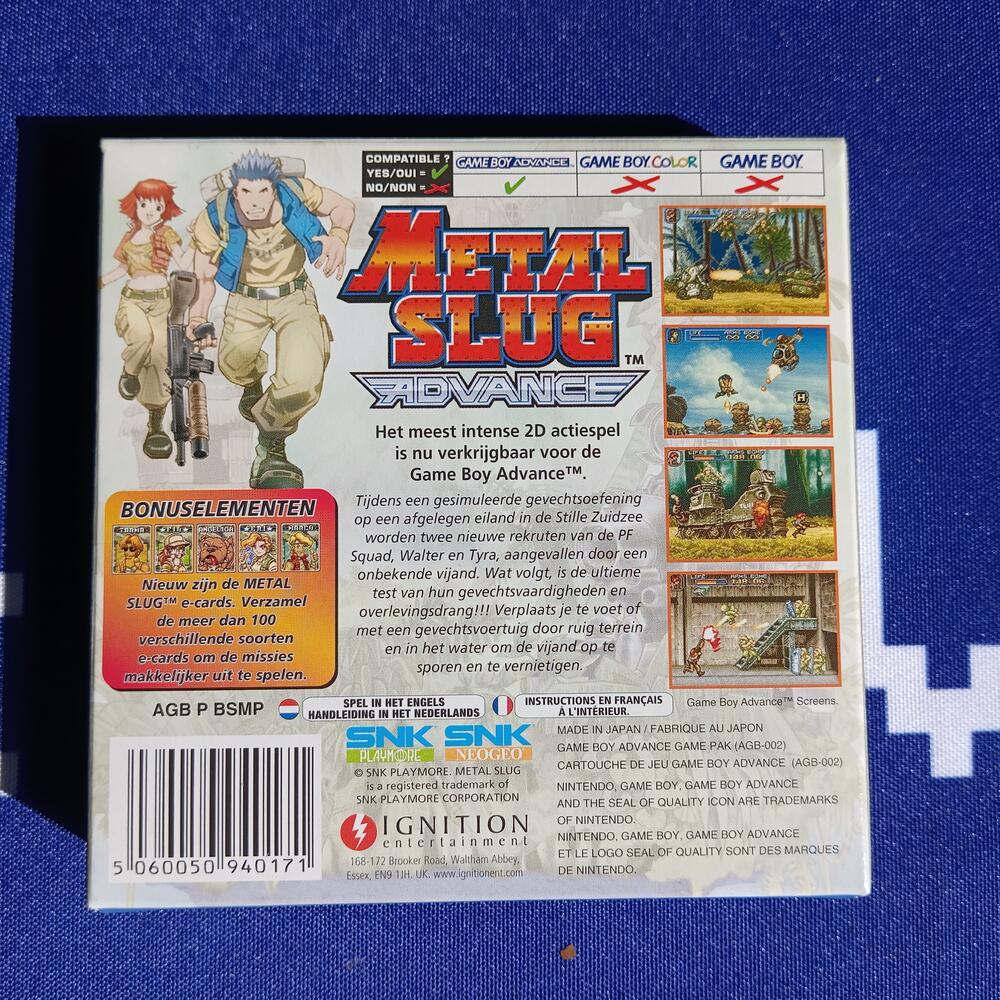 COMPATIBLE ?
YES/OUI =
NO/NON =
GAME BOY ADVANCE™
GAME BOY COLOR
GAME BOY
METAL
SLUG™
ADVANCE
Het meest intense 2D actiespel
is nu verkrijgbaar voor de
Game Boy Advance™.
Tijdens een gesimuleerde gevechtsoefening
op een afgelegen eiland in de Stille Zuidzee
worden twee nieuwe rekruten van de PF
Squad, Walter en Tyra, aangevallen door een
onbekende vijand. Wat volgt, is de ultieme
test van hun gevechtsvaardigheden en
overlevingsdrang!!! Verplaats je te voet of
met een gevechtsvoertuig door ruig terrein
en in het water om de vijand op te
sporen en te vernietigen.
BONUSELEMENTEN
TARMA
FIO
ANGELICA
ERI
MARCO
Nieuw zijn de METAL
SLUG™ e-cards. Verzamel
de meer dan 100
verschillende soorten
e-cards om de missies
makkelijker uit te spelen.
Game Boy Advance™ Screens.
AGB P BSMP
SPEL IN HET ENGELS
HANDLEIDING IN HET NEDERLANDS
INSTRUCTIONS EN FRANÇAIS
À L'INTÉRIEUR.
SNK
PLAYMORE
SNK
NEOGEO
© SNK PLAYMORE. METAL SLUG
is a registered trademark of
SNK PLAYMORE CORPORATION
IGNITION
entertainment
168-172 Brooker Road, Waltham Abbey,
Essex, EN9 1JH. UK. www.ignitionent.com
MADE IN JAPAN / FABRIQUE AU JAPON
GAME BOY ADVANCE GAME PAK (AGB-002)
CARTOUCHE DE JEU GAME BOY ADVANCE (AGB-002)
NINTENDO, GAME BOY, GAME BOY ADVANCE
AND THE SEAL OF QUALITY ICON ARE TRADEMARKS
OF NINTENDO.
NINTENDO, GAME BOY, GAME BOY ADVANCE
ET LE LOGO SEAL OF QUALITY SONT DES MARQUES
DE NINTENDO.
5 060050 940171